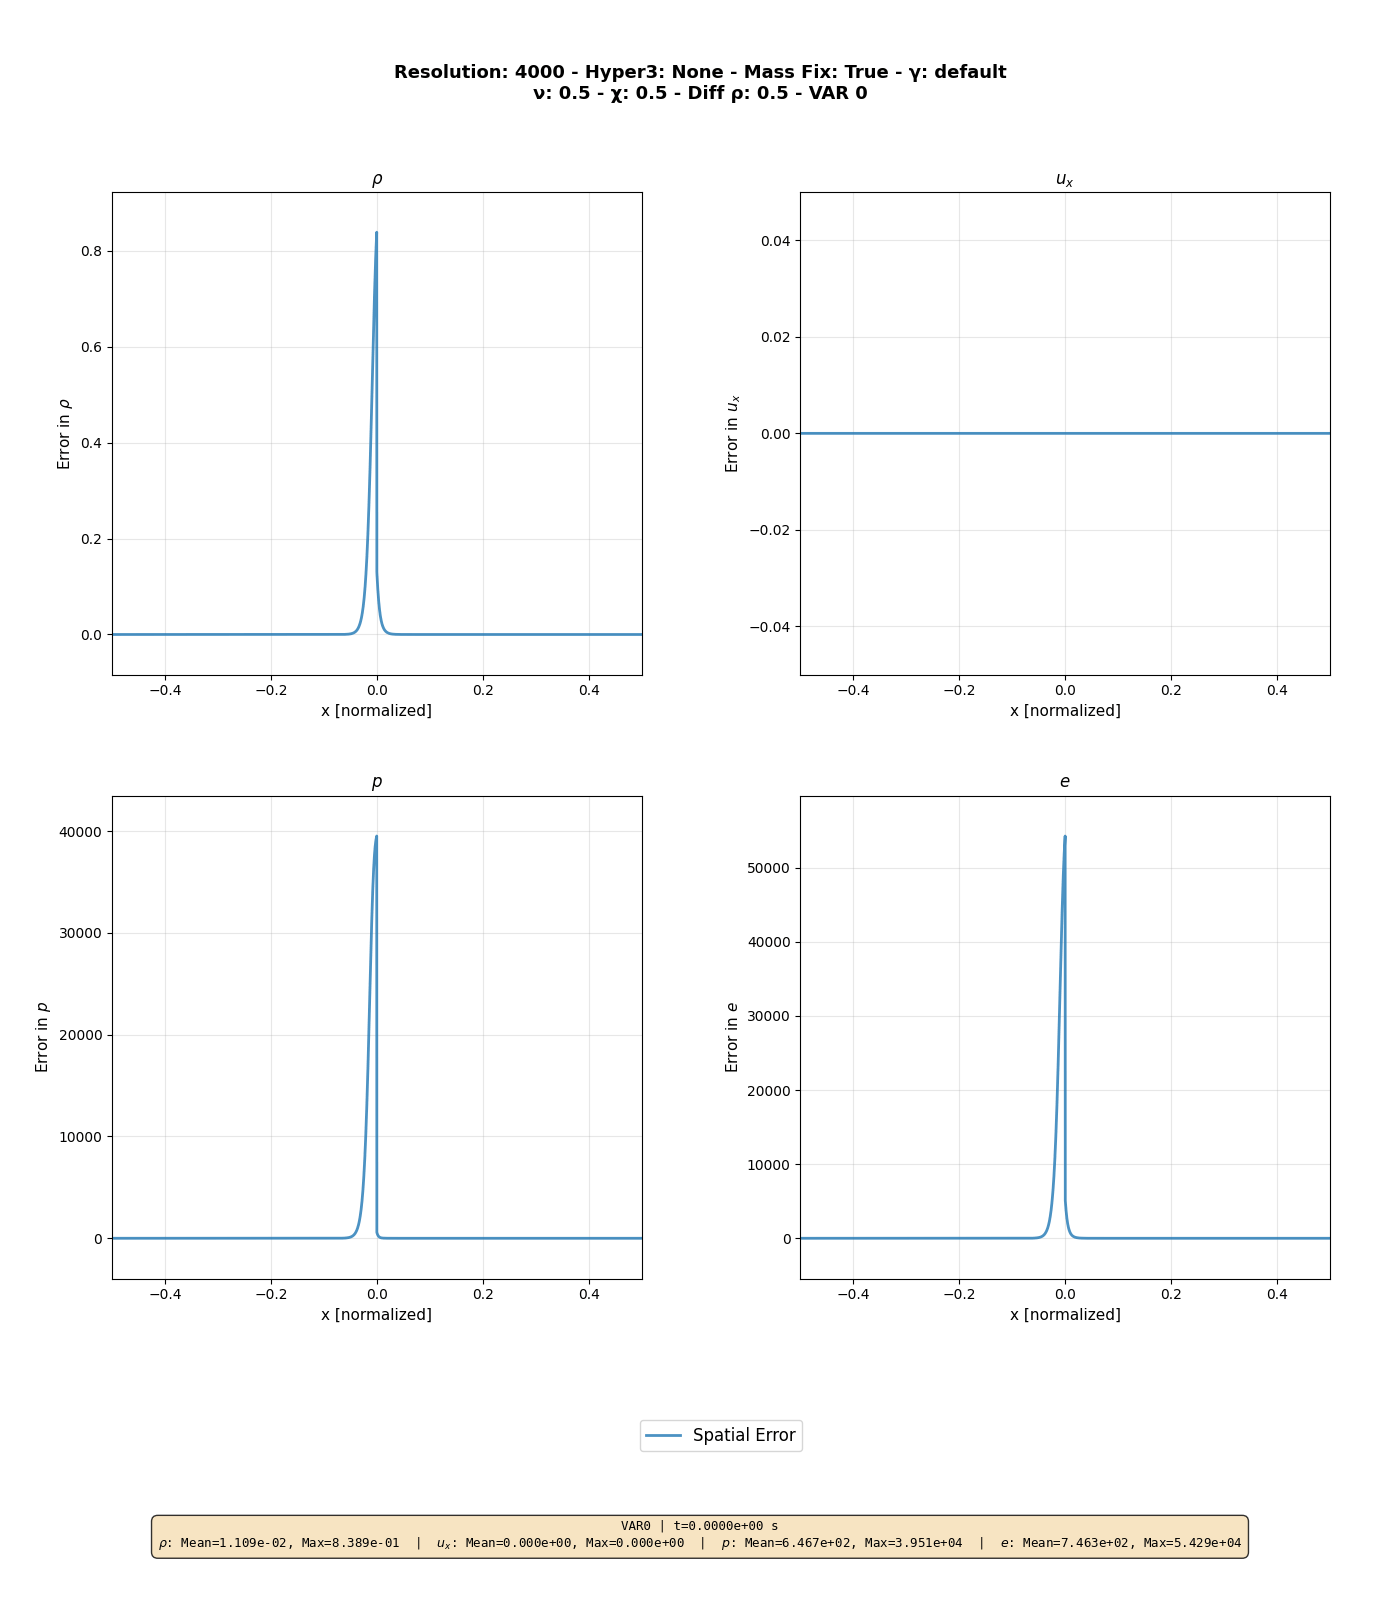 Resolution: 4000 - Hyper3: None - Mass Fix: True - γ: default
ν: 0.5 - χ: 0.5 - Diff ρ: 0.5 - VAR 0
ρ
Error in ρ
0.8
0.6
0.4
0.2
0.0
−0.4 −0.2 0.0 0.2 0.4
x [normalized]
u_x
Error in u_x
0.04
0.02
0.00
−0.02
−0.04
−0.4 −0.2 0.0 0.2 0.4
x [normalized]
p
Error in p
40000
30000
20000
10000
0
−0.4 −0.2 0.0 0.2 0.4
x [normalized]
e
Error in e
50000
40000
30000
20000
10000
0
−0.4 −0.2 0.0 0.2 0.4
x [normalized]
Spatial Error
VAR0 | t=0.0000e+00 s
ρ: Mean=1.109e-02, Max=8.389e-01 | u_x: Mean=0.000e+00, Max=0.000e+00 | p: Mean=6.467e+02, Max=3.951e+04 | e: Mean=7.463e+02, Max=5.429e+04